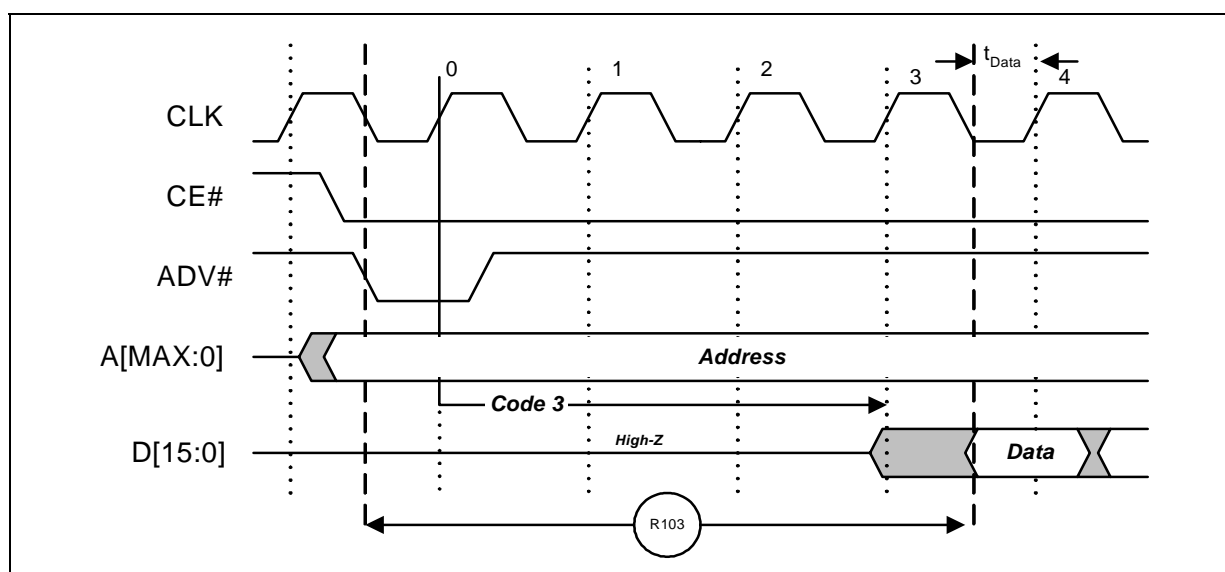 0
1
2
3
t_Data
4
CLK
CE#
ADV#
A[MAX:0]
Address
Code 3
D[15:0]
High-Z
Data
R103